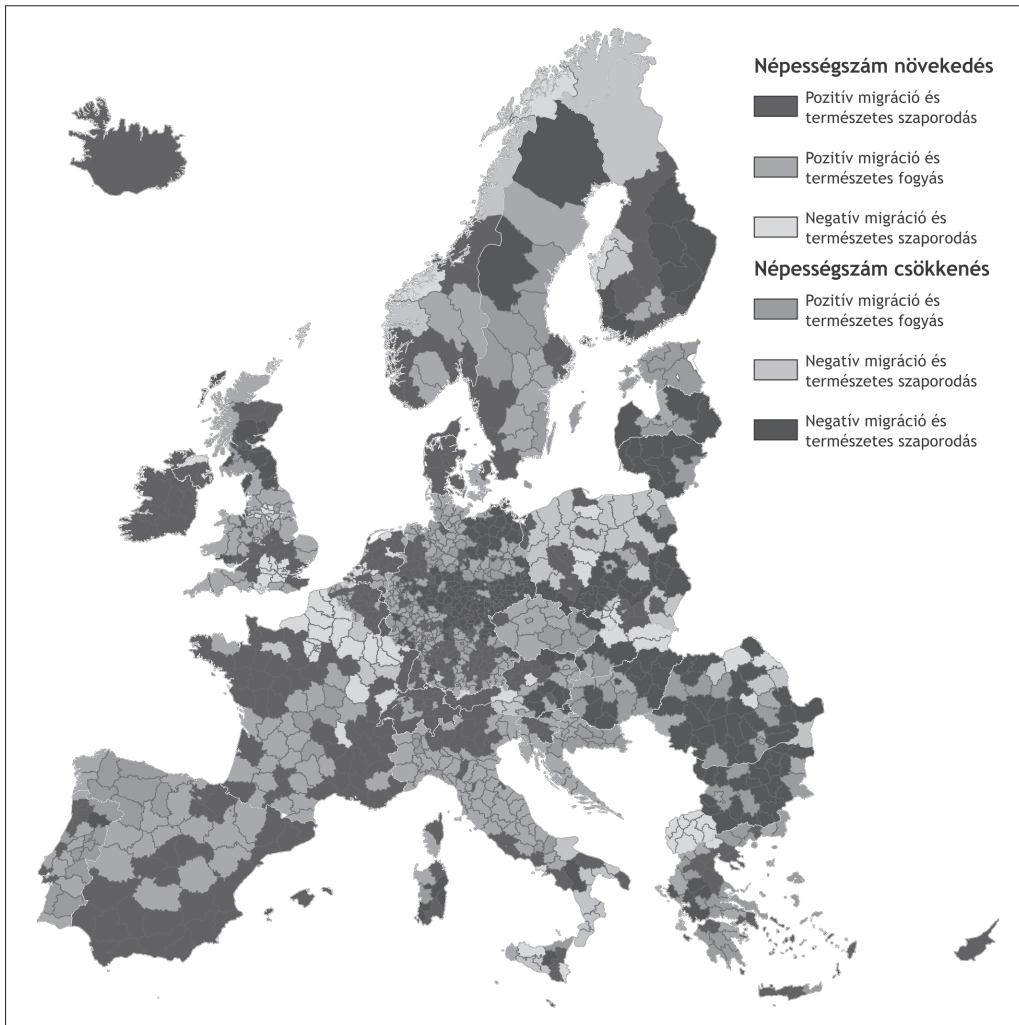 Népességszám növekedés
Pozitív migráció és
természetes szaporodás
Pozitív migráció és
természetes fogyás
Negatív migráció és
természetes szaporodás
Népességszám csökkenés
Pozitív migráció és
természetes fogyás
Negatív migráció és
természetes szaporodás
Negatív migráció és
természetes szaporodás